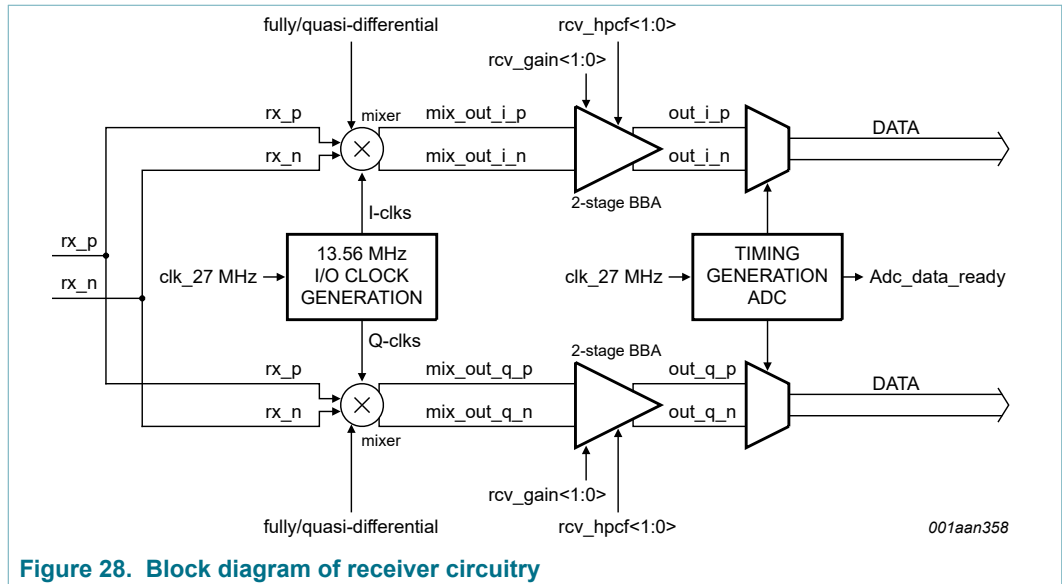 fully/quasi-differential
rcv_hpcf<1:0>
rcv_gain<1:0>
rx_p
mixer
mix_out_i_p
out_i_p
DATA
rx_n
mix_out_i_n
out_i_n
2-stage BBA
I-clks
rx_p
rx_n
clk_27 MHz
13.56 MHz
I/O CLOCK
GENERATION
clk_27 MHz
TIMING
GENERATION
ADC
Adc_data_ready
Q-clks
2-stage BBA
rx_p
mix_out_q_p
out_q_p
DATA
rx_n
mix_out_q_n
out_q_n
mixer
rcv_gain<1:0>
fully/quasi-differential
rcv_hpcf<1:0>
001aan358
Figure 28. Block diagram of receiver circuitry